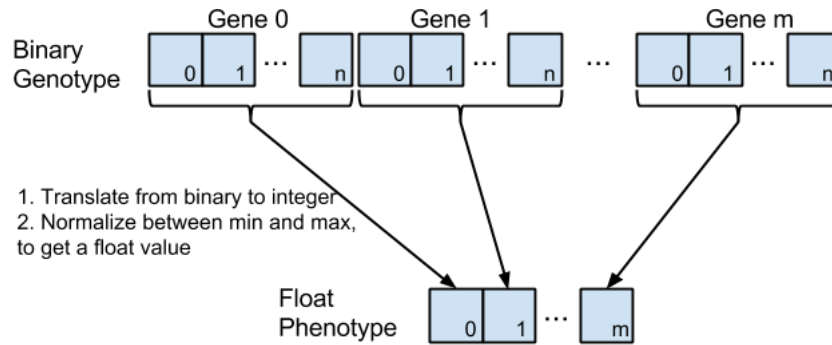 Gene 0 Gene 1 Gene m
Binary
Genotype
0 1 ... n 0 1 ... n ... 0 1 ... n
1. Translate from binary to integer
2. Normalize between min and max,
to get a float value
Float
Phenotype
0 1 ... m